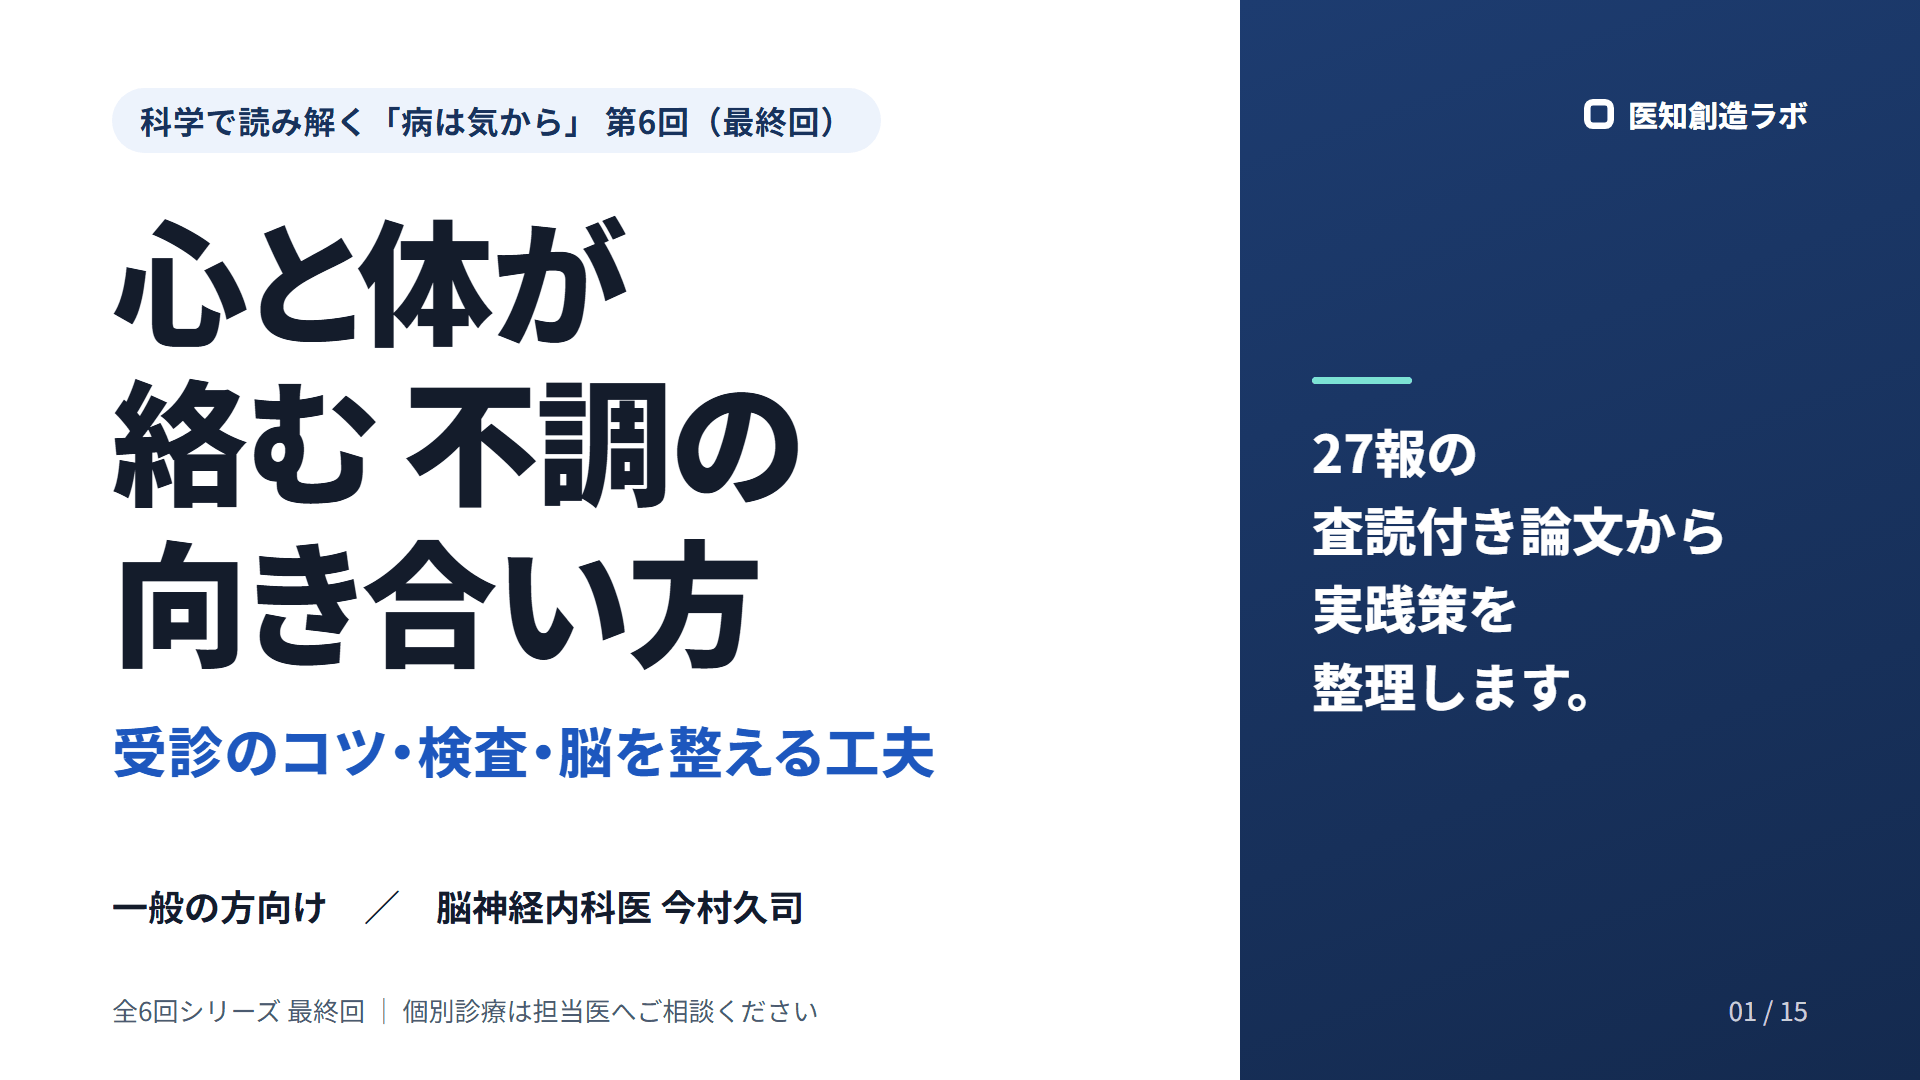 科学で読み解く「病は気から」 第6回（最終回）
心と体が
絡む 不調の
向き合い方
受診のコツ・検査・脳を整える工夫
一般の方向け ／ 脳神経内科医 今村久司
全6回シリーズ 最終回 ｜ 個別診療は担当医へご相談ください
医知創造ラボ
27報の
査読付き論文から
実践策を
整理します。
01 / 15